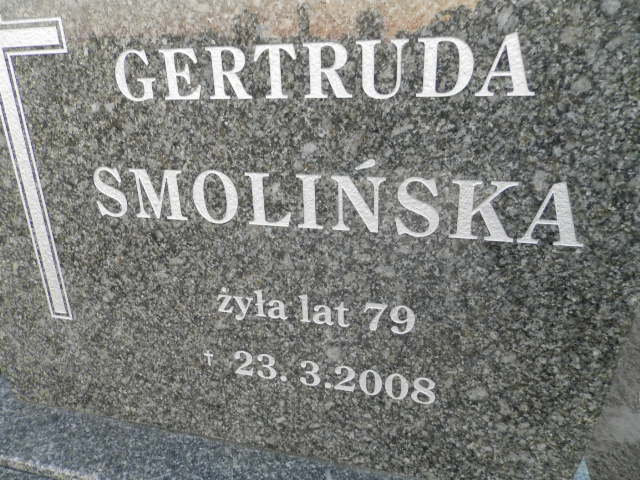 GERTRUDA
SMOLIŃSKA
żyła lat 79
† 23. 3.2008